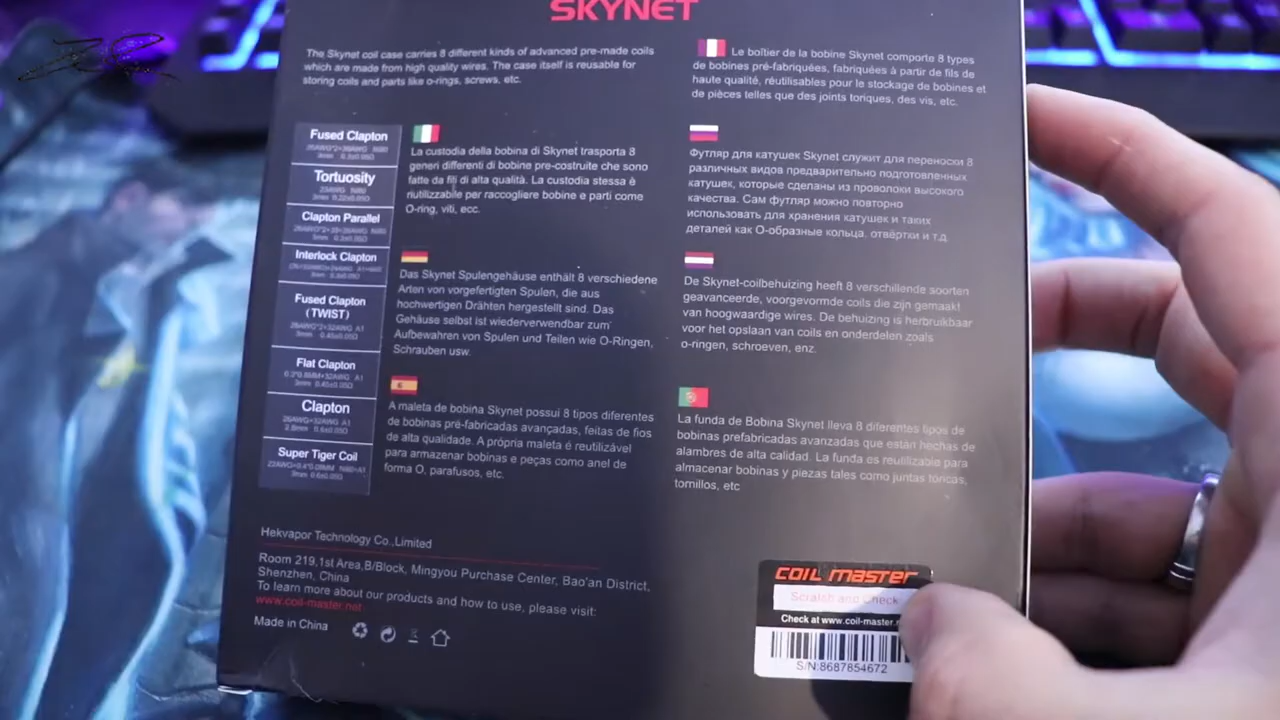 SKYNET
The Skynet coil case carries 8 different kinds of advanced pre-made coils
which are made from high quality wires. The case itself is reusable for
storing coils and parts like o-rings, screws, etc.
Le boîtier de la bobine Skynet comporte 8 types
de bobines pré-fabriquées, fabriquées à partir de fils de
haute qualité, réutilisables pour le stockage de bobines et
de pièces telles que des joints toriques, des vis, etc.
Fused Clapton
Tortuosity
Clapton Parallel
Interlock Clapton
Fused Clapton
(TWIST)
Flat Clapton
Clapton
26AWG+32AWG A1
Super Tiger Coil
La custodia della bobina di Skynet trasporta 8
generi differenti di bobine pre-costruite che sono
fatte da fili di alta qualità. La custodia stessa è
riutilizzabile per raccogliere bobine e parti come
O-ring, viti, ecc.
Футляр для катушек Skynet служит для переноски 8
различных видов предварительно подготовленных
катушек, которые сделаны из проволоки высокого
качества. Сам футляр можно повторно
использовать для хранения катушек и таких
деталей как О-образные кольца, отвёртки и т.д.
Das Skynet Spulengehäuse enthält 8 verschiedene
Arten von vorgefertigten Spulen, die aus
hochwertigen Drähten hergestellt sind. Das
Gehäuse selbst ist wiederverwendbar zum
Aufbewahren von Spulen und Teilen wie O-Ringen,
Schrauben usw.
De Skynet-coilbehuizing heeft 8 verschillende soorten
geavanceerde, voorgevormde coils die zijn gemaakt
van hoogwaardige wires. De behuizing is herbruikbaar
voor het opslaan van coils en onderdelen zoals
o-ringen, schroeven, enz.
A maleta de bobina Skynet possui 8 tipos diferentes
de bobinas pré-fabricadas avançadas, feitas de fios
de alta qualidade. A própria maleta é reutilizável
para armazenar bobinas e peças como anel de
forma O, parafusos, etc.
La funda de Bobina Skynet lleva 8 diferentes tipos de
bobinas prefabricadas avanzadas que están hechas de
alambres de alta calidad. La funda es reutilizable para
almacenar bobinas y piezas tales como juntas tóricas,
tornillos, etc
Hekvapor Technology Co.,Limited
Room 219,1st Area,B/Block, Mingyou Purchase Center, Bao'an District,
Shenzhen, China
To learn more about our products and how to use, please visit:
www.coil-master.net
Made in China
COIL MASTER
Scratch and Check
Check at www.coil-master.
S/N:8687854672